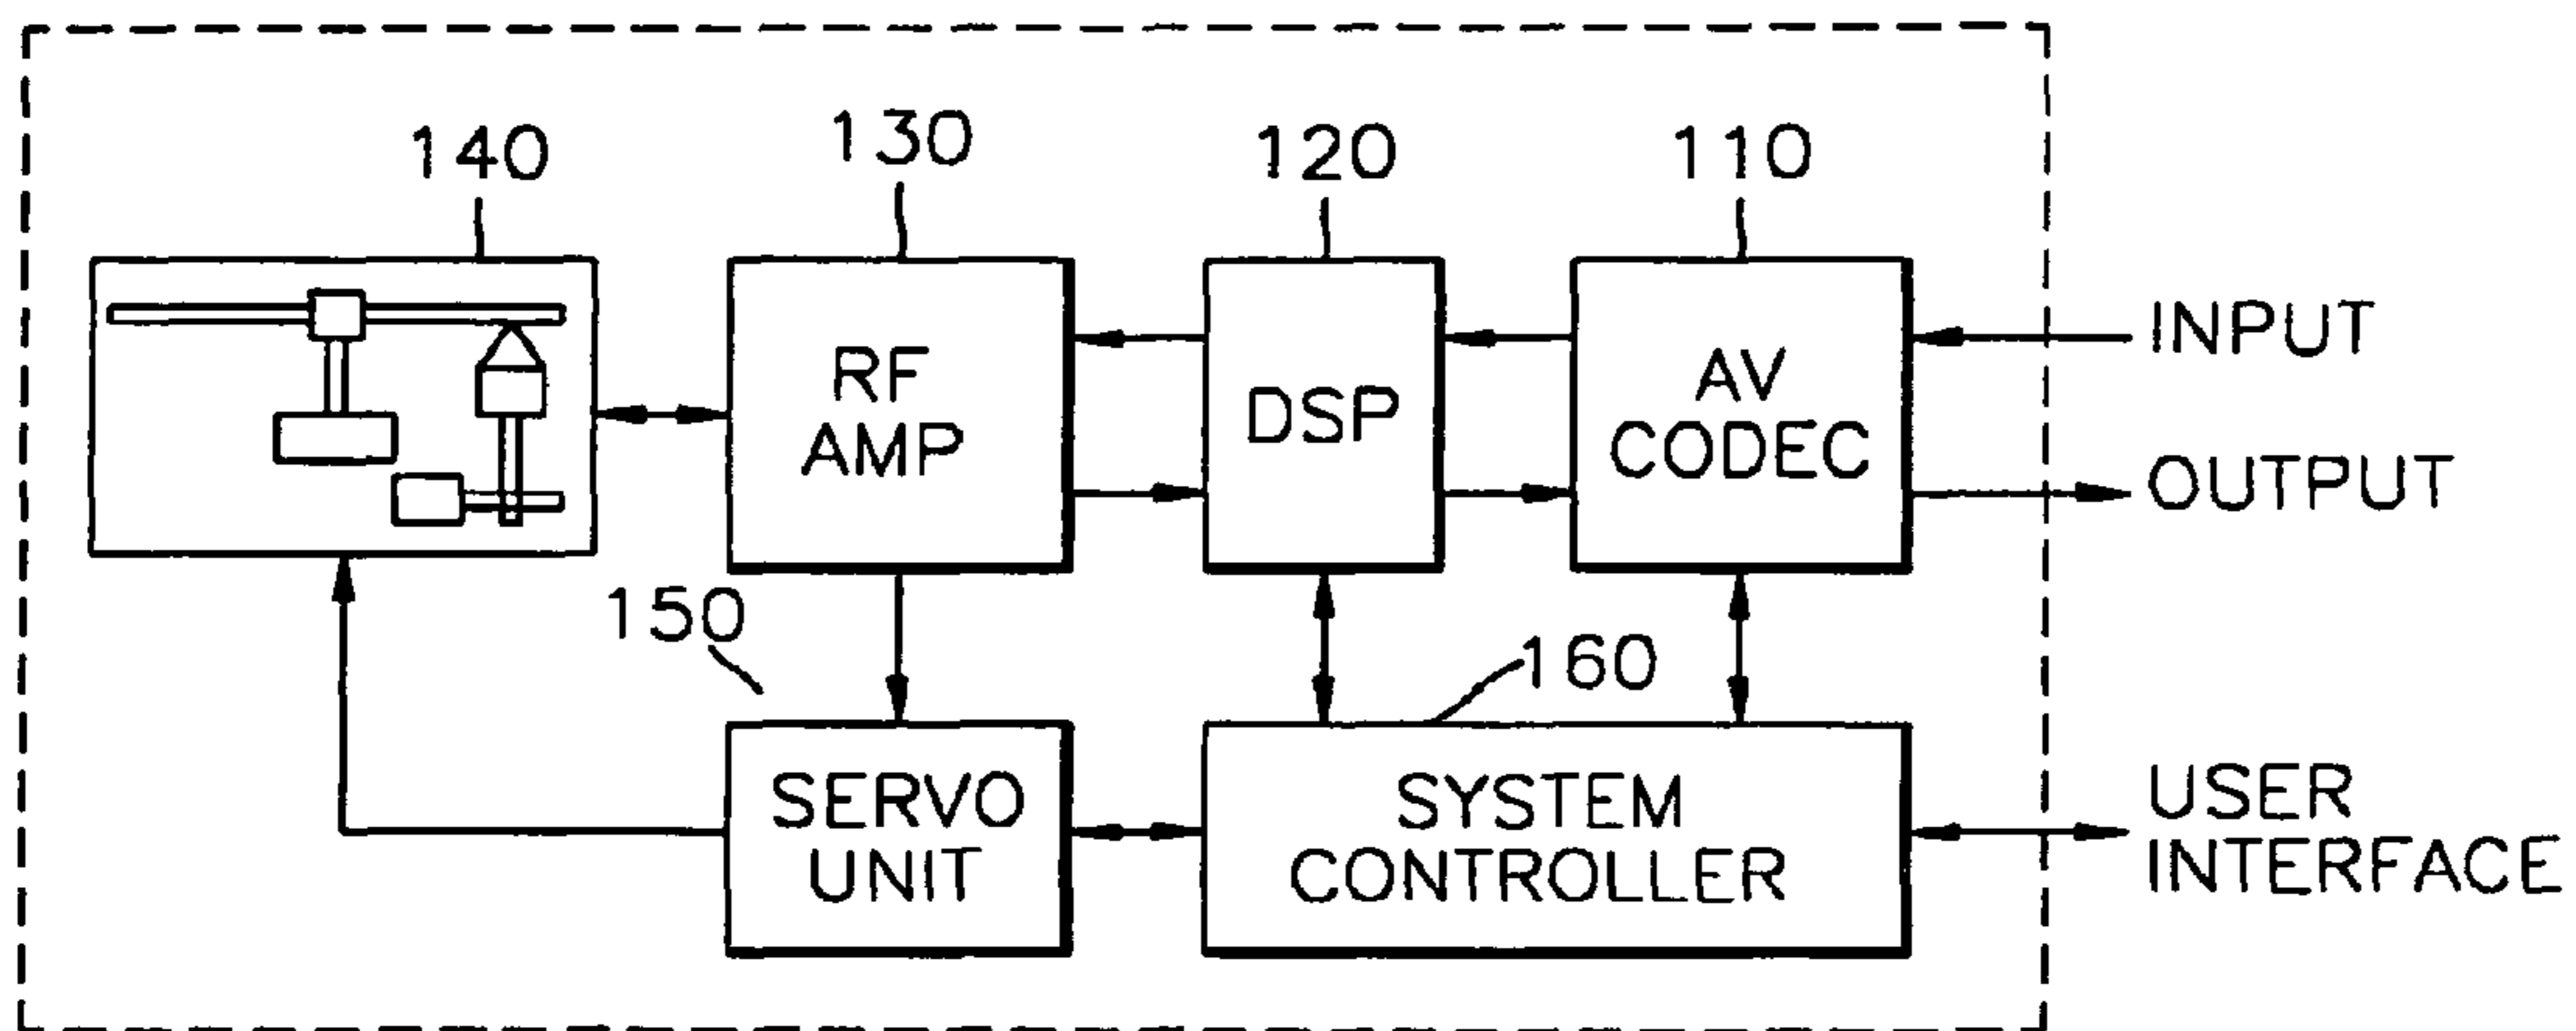 140
130
120
110
RF
AMP
DSP
AV
CODEC
INPUT
OUTPUT
150
160
SERVO
UNIT
SYSTEM
CONTROLLER
USER
INTERFACE